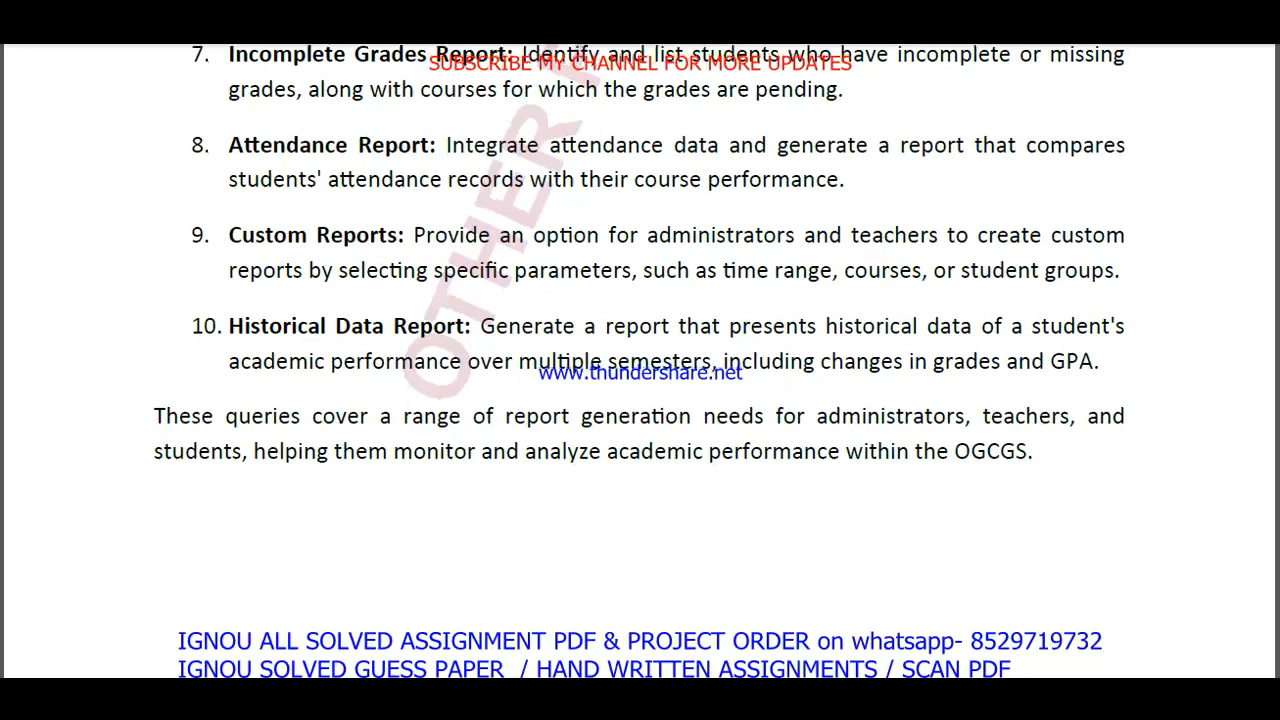 7. Incomplete Grades Report: Identify and list students who have incomplete or missing
SUBSCRIBE MY CHANNEL FOR MORE UPDATES
grades, along with courses for which the grades are pending.
8. Attendance Report: Integrate attendance data and generate a report that compares
students' attendance records with their course performance.
9. Custom Reports: Provide an option for administrators and teachers to create custom
reports by selecting specific parameters, such as time range, courses, or student groups.
10. Historical Data Report: Generate a report that presents historical data of a student's
academic performance over multiple semesters, including changes in grades and GPA.
www.thundershare.net
These queries cover a range of report generation needs for administrators, teachers, and
students, helping them monitor and analyze academic performance within the OGCGS.
OTHER
IGNOU ALL SOLVED ASSIGNMENT PDF & PROJECT ORDER on whatsapp- 8529719732
IGNOU SOLVED GUESS PAPER / HAND WRITTEN ASSIGNMENTS / SCAN PDF